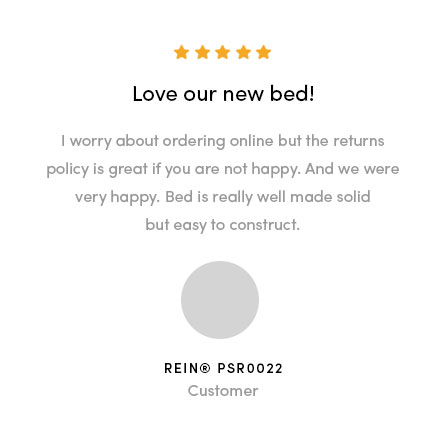 Love our new bed!
I worry about ordering online but the returns
policy is great if you are not happy. And we were
very happy. Bed is really well made solid
but easy to construct.
REIN® PSR0022
Customer